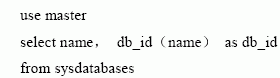 use master
select name， db_id（name） as db_id
from sysdatabases